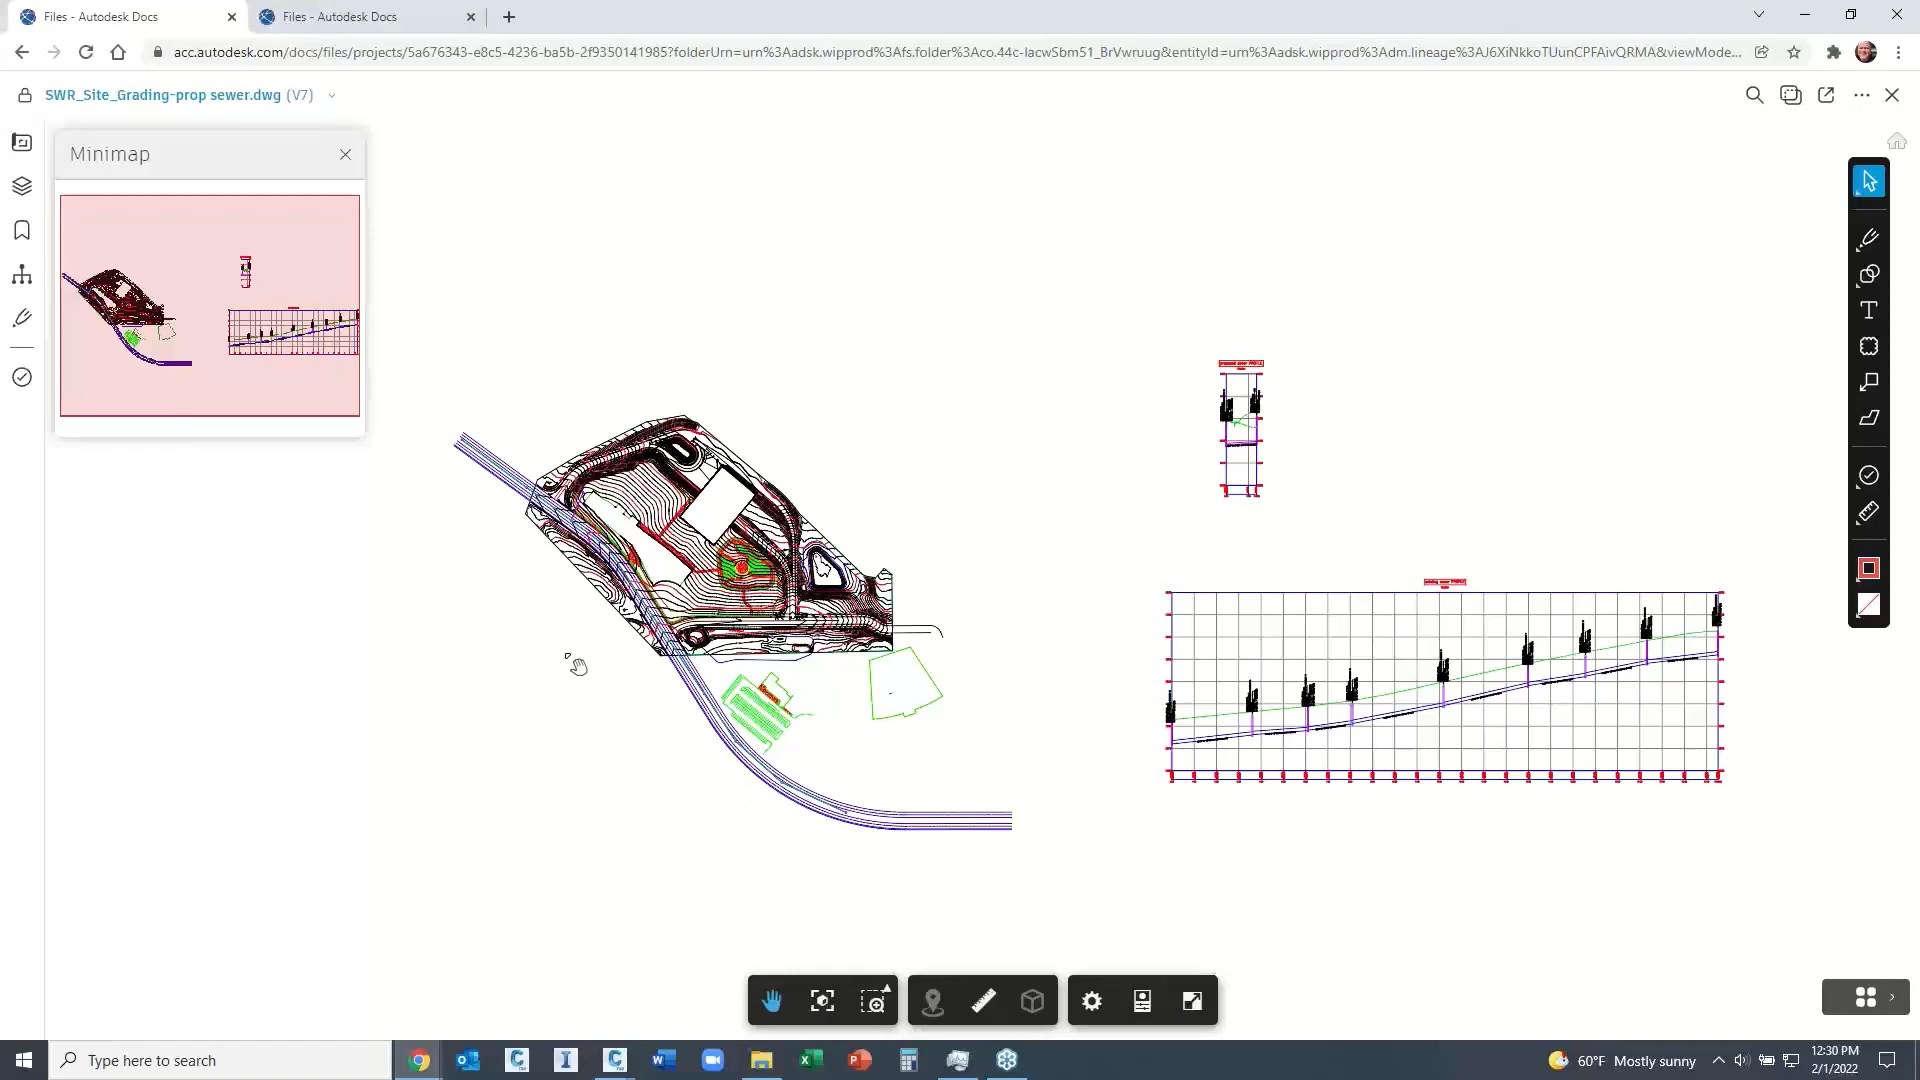 Files - Autodesk Docs
Files - Autodesk Docs
acc.autodesk.com/docs/files/projects/5a676343-e8c5-4236-ba5b-2f9350141985?folderUrn=urn%3Aadsk.wipprod%3Afs.folder%3Aco.44c-lacwSbm51_BrVwruug&entityId=urn%3Aadsk.wipprod%3Adm.lineage%3AJ6XiNkkoTUunCPFAivQRMA&viewMode...
SWR_Site_Grading-prop sewer.dwg (V7)
Minimap
Type here to search
60°F Mostly sunny
12:30 PM
2/1/2022